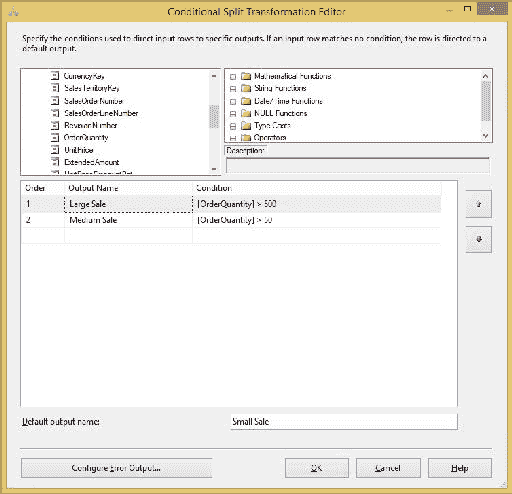 Conditional Split Transformation Editor
Specify the conditions used to direct input rows to specific outputs. If an input row matches no condition, the row is directed to a
default output.
CurrencyKey
SalesTerritoryKey
SalesOrderNumber
SalesOrderLineNumber
RevisionNumber
OrderQuantity
UnitPrice
ExtendedAmount
Mathematical Functions
String Functions
Date/Time Functions
NULL Functions
Type Casts
Operators
Description:
Order Output Name Condition
1 Large Sale [OrderQuantity] > 500
2 Medium Sale [OrderQuantity] > 50
Default output name: Small Sale
Configure Error Output... OK Cancel Help